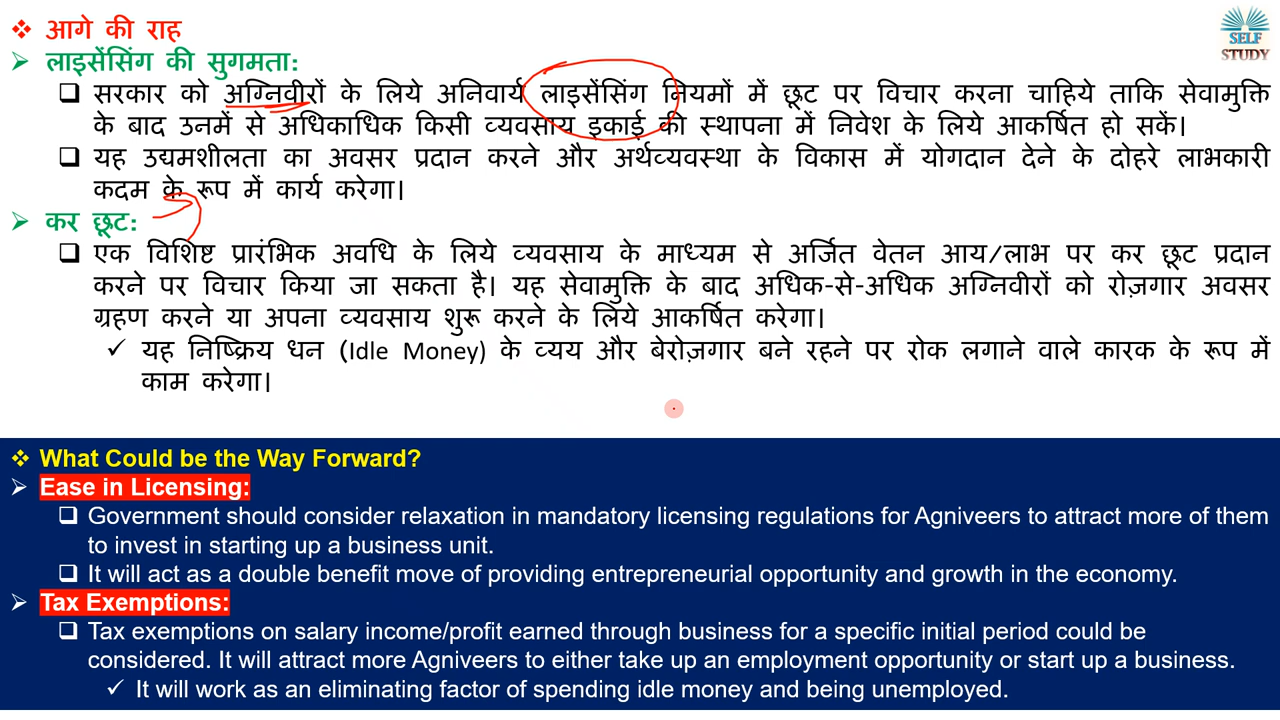 ❖ आगे की राह
SELF
STUDY
➢ लाइसेंसिंग की सुगमता:
❑ सरकार को अग्निवीरों के लिये अनिवार्य लाइसेंसिंग नियमों में छूट पर विचार करना चाहिये ताकि सेवामुक्ति
के बाद उनमें से अधिकाधिक किसी व्यवसाय इकाई की स्थापना में निवेश के लिये आकर्षित हो सकें।
❑ यह उद्यमशीलता का अवसर प्रदान करने और अर्थव्यवस्था के विकास में योगदान देने के दोहरे लाभकारी
कदम के रूप में कार्य करेगा।
➢ कर छूट:
❑ एक विशिष्ट प्रारंभिक अवधि के लिये व्यवसाय के माध्यम से अर्जित वेतन आय/लाभ पर कर छूट प्रदान
करने पर विचार किया जा सकता है। यह सेवामुक्ति के बाद अधिक-से-अधिक अग्निवीरों को रोज़गार अवसर
ग्रहण करने या अपना व्यवसाय शुरू करने के लिये आकर्षित करेगा।
✓ यह निष्क्रिय धन (Idle Money) के व्यय और बेरोज़गार बने रहने पर रोक लगाने वाले कारक के रूप में
काम करेगा।
❖ What Could be the Way Forward?
➢ Ease in Licensing:
❑ Government should consider relaxation in mandatory licensing regulations for Agniveers to attract more of them
to invest in starting up a business unit.
❑ It will act as a double benefit move of providing entrepreneurial opportunity and growth in the economy.
➢ Tax Exemptions:
❑ Tax exemptions on salary income/profit earned through business for a specific initial period could be
considered. It will attract more Agniveers to either take up an employment opportunity or start up a business.
✓ It will work as an eliminating factor of spending idle money and being unemployed.